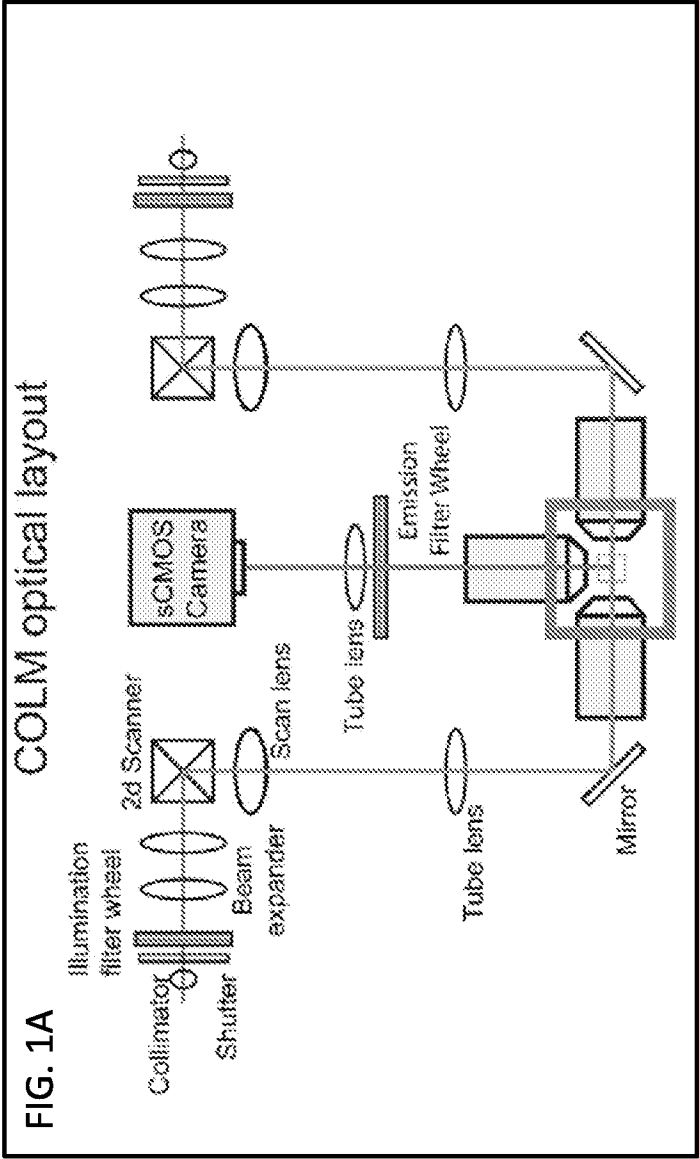 FIG. 1A
COLM optical layout
Illumination
filter wheel
Collimator
Shutter
Beam
expander
2d Scanner
Scan lens
sCMOS
Camera
Tube lens
Emission
Filter Wheel
Tube lens
Mirror